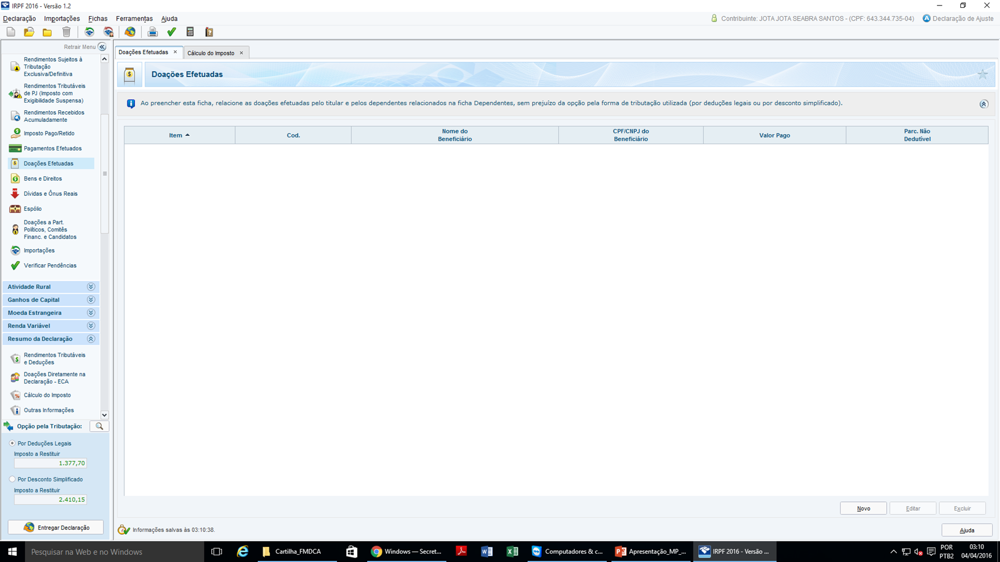 IRPF 2016 - Versão 1.2
Declaração Importações Fichas Ferramentas Ajuda
Contribuinte: JOTA JOTA SEABRA SANTOS - (CPF: 643.344.735-04) Declaração de Ajuste
Retrair Menu
Rendimentos Sujeitos à
Tributação
Exclusiva/Definitiva
Rendimentos Tributáveis
de PJ (Imposto com
Exigibilidade Suspensa)
Rendimentos Recebidos
Acumuladamente
Imposto Pago/Retido
Pagamentos Efetuados
Doações Efetuadas
Bens e Direitos
Dívidas e Ônus Reais
Espólio
Doações a Part.
Políticos, Comitês
Financ. e Candidatos
Importações
Verificar Pendências
Atividade Rural
Ganhos de Capital
Moeda Estrangeira
Renda Variável
Resumo da Declaração
Rendimentos Tributáveis
e Deduções
Doações Diretamente na
Declaração - ECA
Cálculo do Imposto
Outras Informações
Opção pela Tributação:
Por Deduções Legais
Imposto a Restituir
1.377,70
Por Desconto Simplificado
Imposto a Restituir
2.410,15
Entregar Declaração
Doações Efetuadas
Cálculo do Imposto
Doações Efetuadas
Ao preencher esta ficha, relacione as doações efetuadas pelo titular e pelos dependentes relacionados na ficha Dependentes, sem prejuízo da opção pela forma de tributação utilizada (por deduções legais ou por desconto simplificado).
Item
Cod.
Nome do
Beneficiário
CPF/CNPJ do
Beneficiário
Valor Pago
Parc. Não
Dedutível
Novo
Editar
Excluir
Informações salvas às 03:10:38.
Ajuda
Pesquisar na Web e no Windows
Cartilha_FMDCA
Windows — Secret...
Computadores & c...
Apresentação_MP_...
IRPF 2016 - Versão ...
POR
PTB2
03:10
04/04/2016